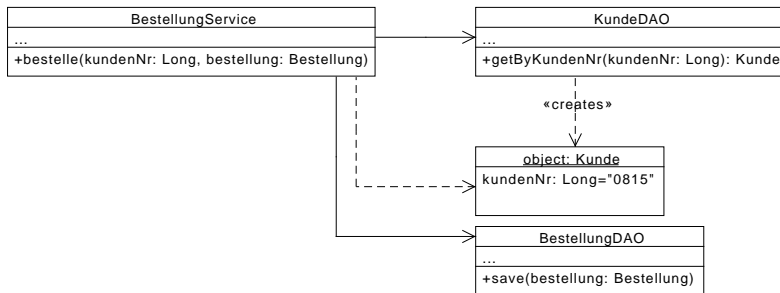 BestellungService
...
+bestelle(kundenNr: Long, bestellung: Bestellung)
KundeDAO
...
+getByKundenNr(kundenNr: Long): Kunde
«creates»
object: Kunde
kundenNr: Long="0815"
BestellungDAO
...
+save(bestellung: Bestellung)